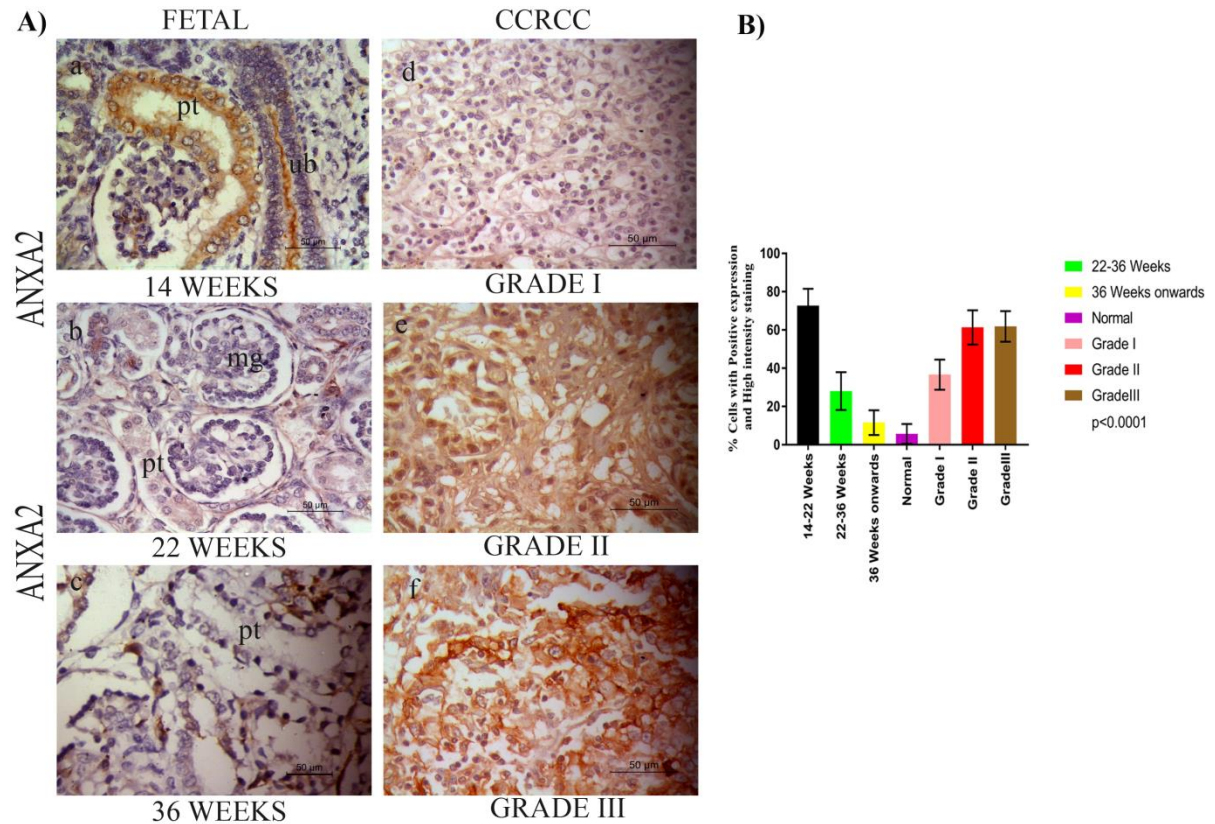 A)
FETAL
CCRCC
B)
ANXA2
a
pt
ub
50 µm
14 WEEKS
d
50 µm
GRADE I
ANXA2
b
mg
pt
50 µm
22 WEEKS
e
50 µm
GRADE II
c
pt
50 µm
36 WEEKS
f
50 µm
GRADE III
% Cells with Positive expression
and High intensity staining
100
80
60
40
20
0
14-22 Weeks
22-36 Weeks
36 Weeks onwards
Normal
Grade I
Grade II
GradeIII
22-36 Weeks
36 Weeks onwards
Normal
Grade I
Grade II
GradeIII
p<0.0001